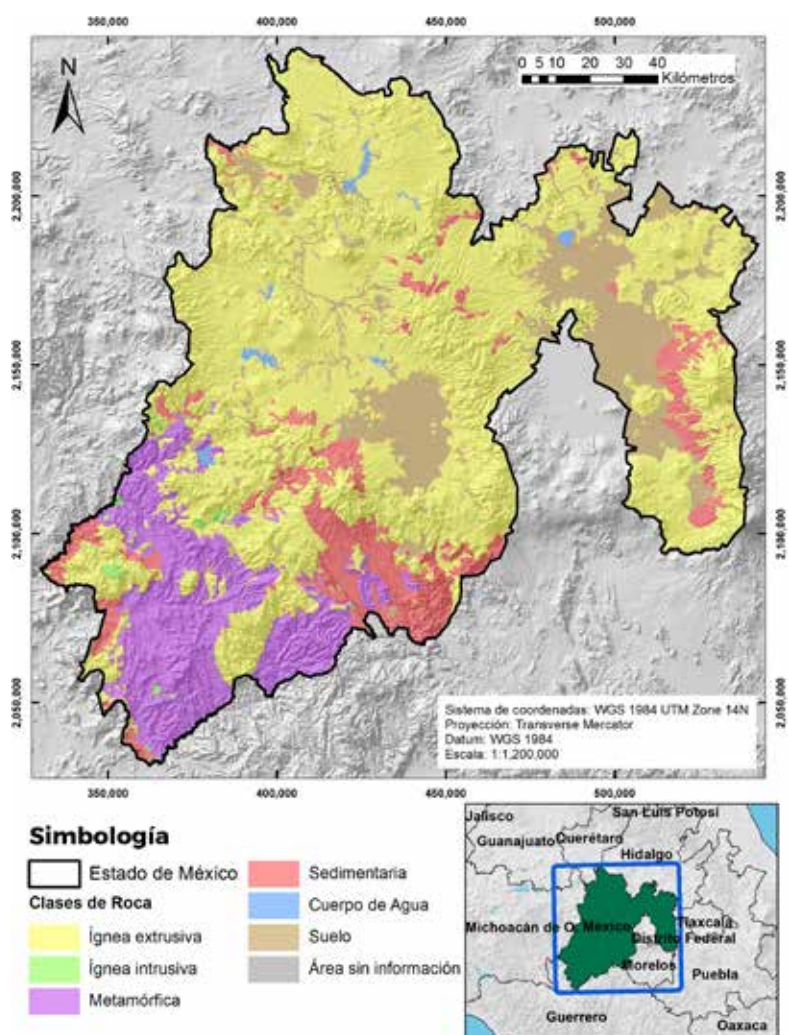 350,000 400,000 450,000 500,000
N
0 5 10 20 30 40
Kilómetros
2,200,000 2,200,000
2,150,000 2,150,000
2,100,000 2,100,000
2,050,000 2,050,000
Sistema de coordenadas: WGS 1984 UTM Zone 14N
Proyección: Transverse Mercator
Datum: WGS 1984
Escala: 1:1,200,000
350,000 400,000 450,000 500,000
Simbología
Estado de México
Clases de Roca
Ígnea extrusiva
Ígnea intrusiva
Metamórfica
Sedimentaria
Cuerpo de Agua
Suelo
Área sin información
Jalisco
San Luis Potosí
Guanajuato
Querétaro
Hidalgo
Michoacán de O.
México
Tlaxcala
Distrito Federal
Morelos
Puebla
Guerrero
Oaxaca